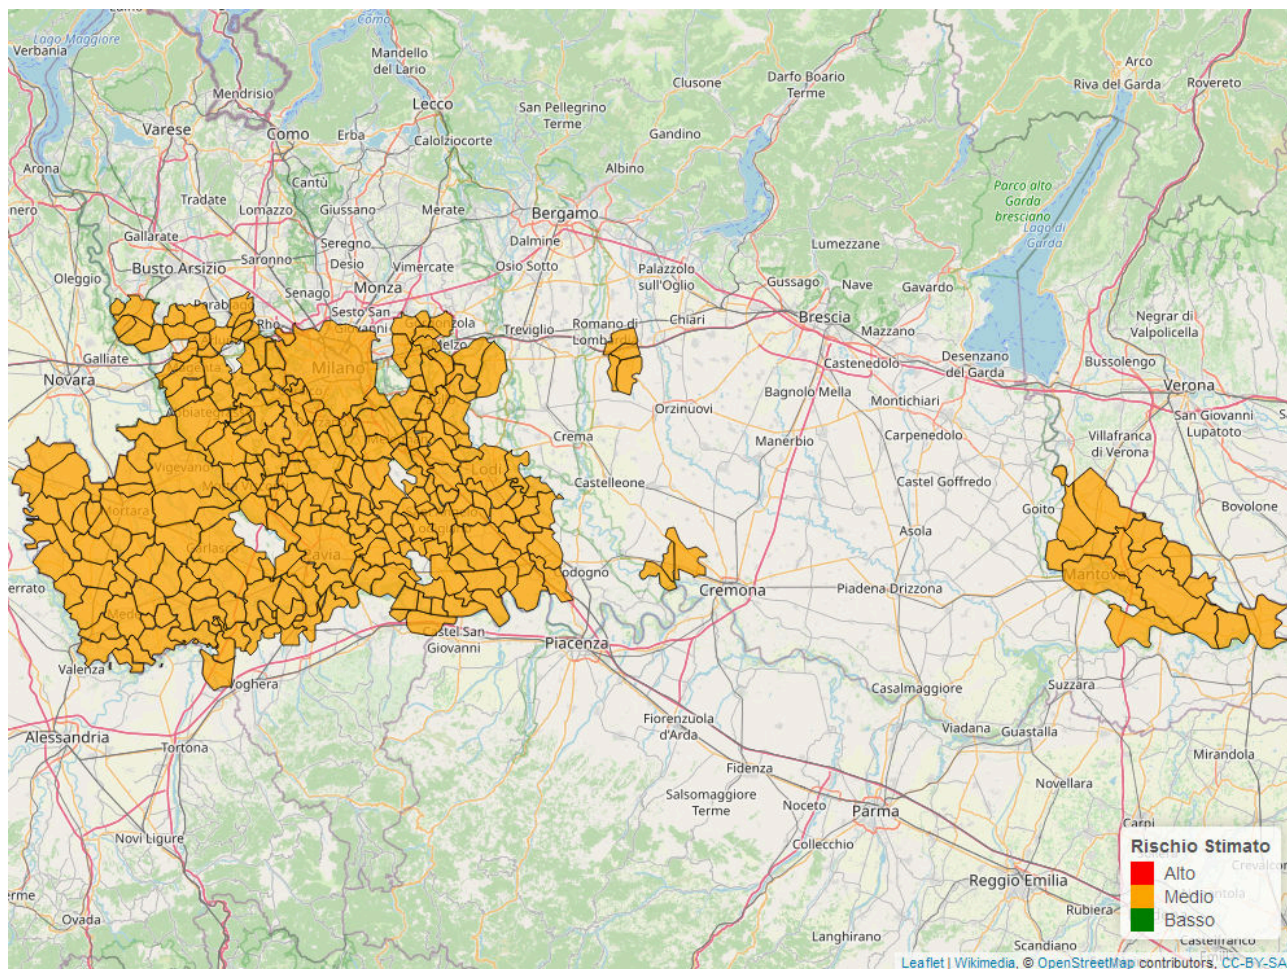 Lago Maggiore
Verbania
Como
Mandello
del Lario
Clusone
Darfo Boario
Terme
Arco
Riva del Garda
Rovereto
Mendrisio
Lecco
San Pellegrino
Terme
Varese
Como
Erba
Calolziocorte
Gandino
Arona
Albino
Cantù
Parco alto
Garda
bresciano
Tradate
Lomazzo
Giussano
Merate
Bergamo
Lago di
Garda
Gallarate
Seregno
Dalmine
Lumezzane
Oleggio
Busto Arsizio
Saronno
Desio
Vimercate
Osio Sotto
Palazzolo
sull'Oglio
Gussago
Nave
Gavardo
Senago
Monza
Parabiago
Sesto San
Giovanni
Rho
Treviglio
Romano di
Chiari
Brescia
Mazzano
Negrar di
Valpolicella
Galliate
Melzo
Castenedolo
Desenzano
del Garda
Bussolengo
Novara
Milano
Bagnolo Mella
Montichiari
Verona
Orzinuovi
San Giovanni
Lupatoto
Crema
Manerbio
Carpenedolo
Villafranca
di Verona
Vigevano
Lodi
Castelleone
Castel Goffredo
Goito
Bovolone
Mortara
Asola
Garlasco
Pavia
Codogno
Cremona
Piadena Drizzona
Mantova
Mede
Castel San
Giovanni
Piacenza
Valenza
Voghera
Casalmaggiore
Suzzara
Alessandria
Tortona
Fiorenzuola
d'Arda
Viadana
Guastalla
Mirandola
Fidenza
Novellara
Salsomaggiore
Terme
Noceto
Parma
Carpi
Novi Ligure
Collecchio
Rischio Stimato
Alto
Medio
Basso
Reggio Emilia
Rubiera
Ovada
Langhirano
Scandiano
Castelfranco
Leaflet | Wikimedia, © OpenStreetMap contributors, CC-BY-SA